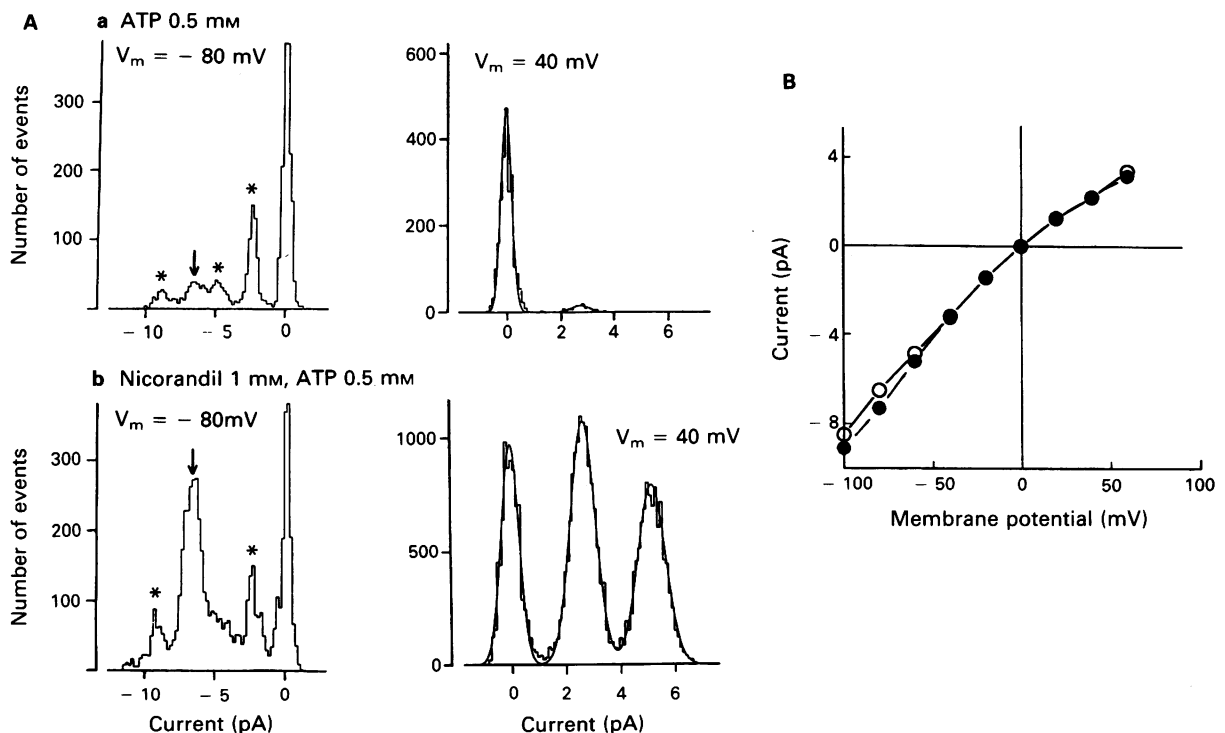 A
a ATP 0.5 mM
Vm = − 80 mV
Number of events
300
200
100
*
*
*
− 10
-- 5
0
Vm = 40 mV
600
400
200
0
0
2
4
6
b Nicorandil 1 mM, ATP 0.5 mM
Vm = − 80mV
Number of events
300
200
100
*
*
− 10
− 5
0
Current (pA)
Vm = 40 mV
1000
500
0
0
2
4
6
Current (pA)
B
Current (pA)
4
0
− 4
− 8
− 100
− 50
0
50
100
Membrane potential (mV)